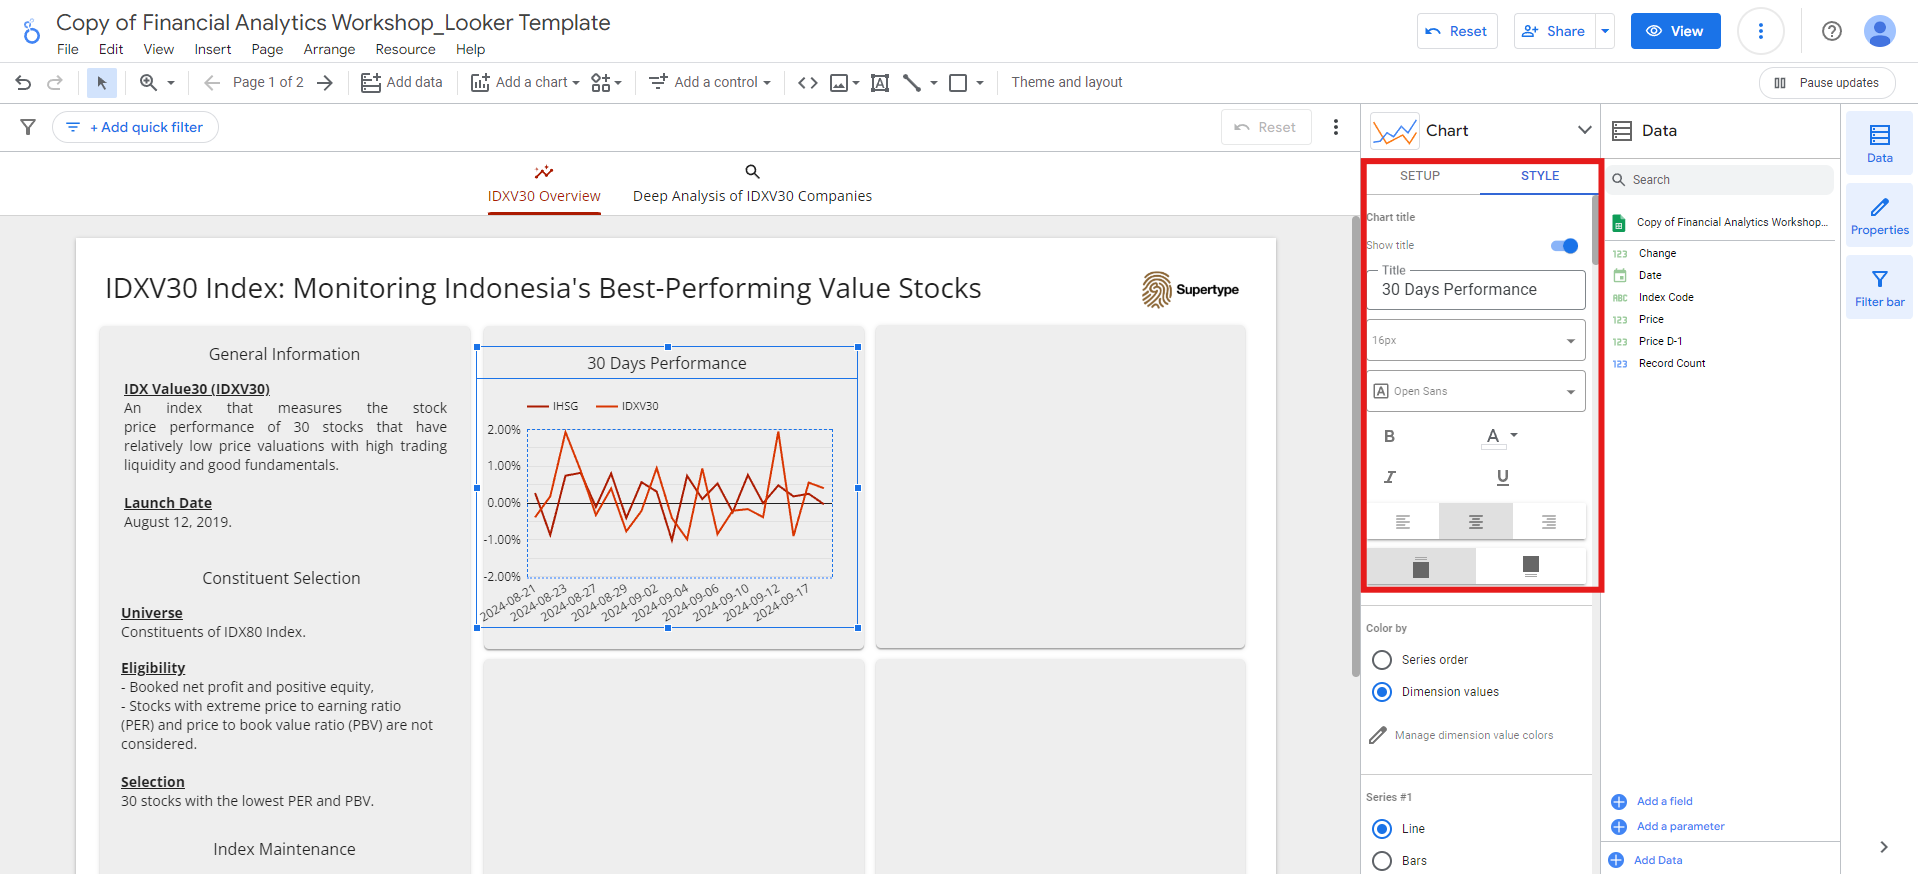 Copy of Financial Analytics Workshop_Looker Template
File Edit View Insert Page Arrange Resource Help
Reset
Share
View
Page 1 of 2
Add data
Add a chart
Add a control
Theme and layout
Pause updates
+ Add quick filter
Reset
IDXV30 Overview
Deep Analysis of IDXV30 Companies
IDXV30 Index: Monitoring Indonesia's Best-Performing Value Stocks
Supertype
General Information
IDX Value30 (IDXV30)
An index that measures the stock
price performance of 30 stocks that have
relatively low price valuations with high trading
liquidity and good fundamentals.
Launch Date
August 12, 2019.
Constituent Selection
Universe
Constituents of IDX80 Index.
Eligibility
- Booked net profit and positive equity,
- Stocks with extreme price to earning ratio
(PER) and price to book value ratio (PBV) are not
considered.
Selection
30 stocks with the lowest PER and PBV.
Index Maintenance
30 Days Performance
IHSG
IDXV30
2.00%
1.00%
0.00%
-1.00%
-2.00%
2024-08-21
2024-08-23
2024-08-27
2024-08-29
2024-09-02
2024-09-04
2024-09-06
2024-09-10
2024-09-12
2024-09-17
Chart
SETUP
STYLE
Chart title
Show title
Title
30 Days Performance
16px
A Open Sans
B
A
I
U
Color by
Series order
Dimension values
Manage dimension value colors
Series #1
Line
Bars
Data
Search
Copy of Financial Analytics Workshop...
123 Change
Date
ABC Index Code
123 Price
123 Price D-1
123 Record Count
Add a field
Add a parameter
Add Data
Data
Properties
Filter bar